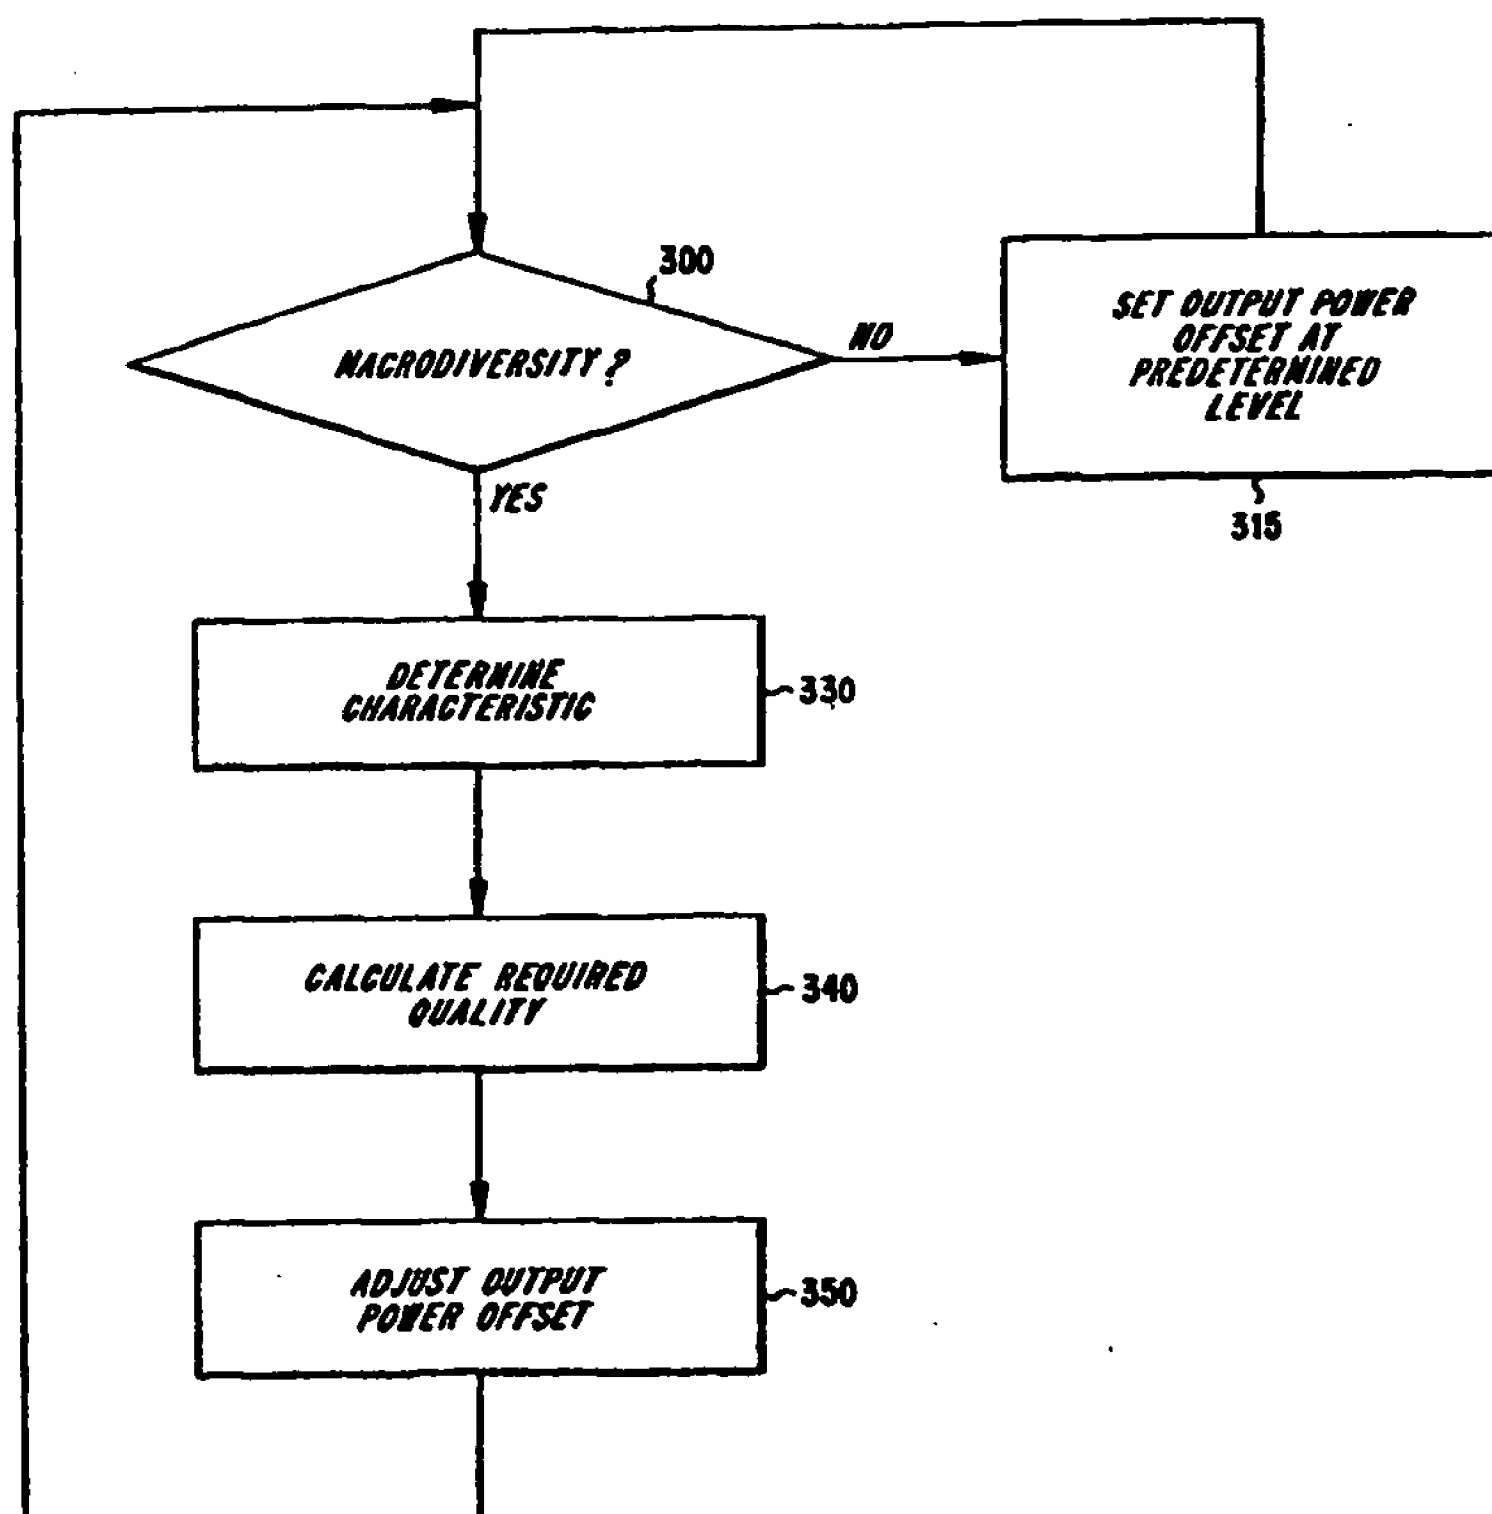 300
MACRODIVERSITY?
NO
SET OUTPUT POWER
OFFSET AT
PREDETERMINED
LEVEL
315
YES
DETERMINE
CHARACTERISTIC
330
CALCULATE REQUIRED
QUALITY
340
ADJUST OUTPUT
POWER OFFSET
350